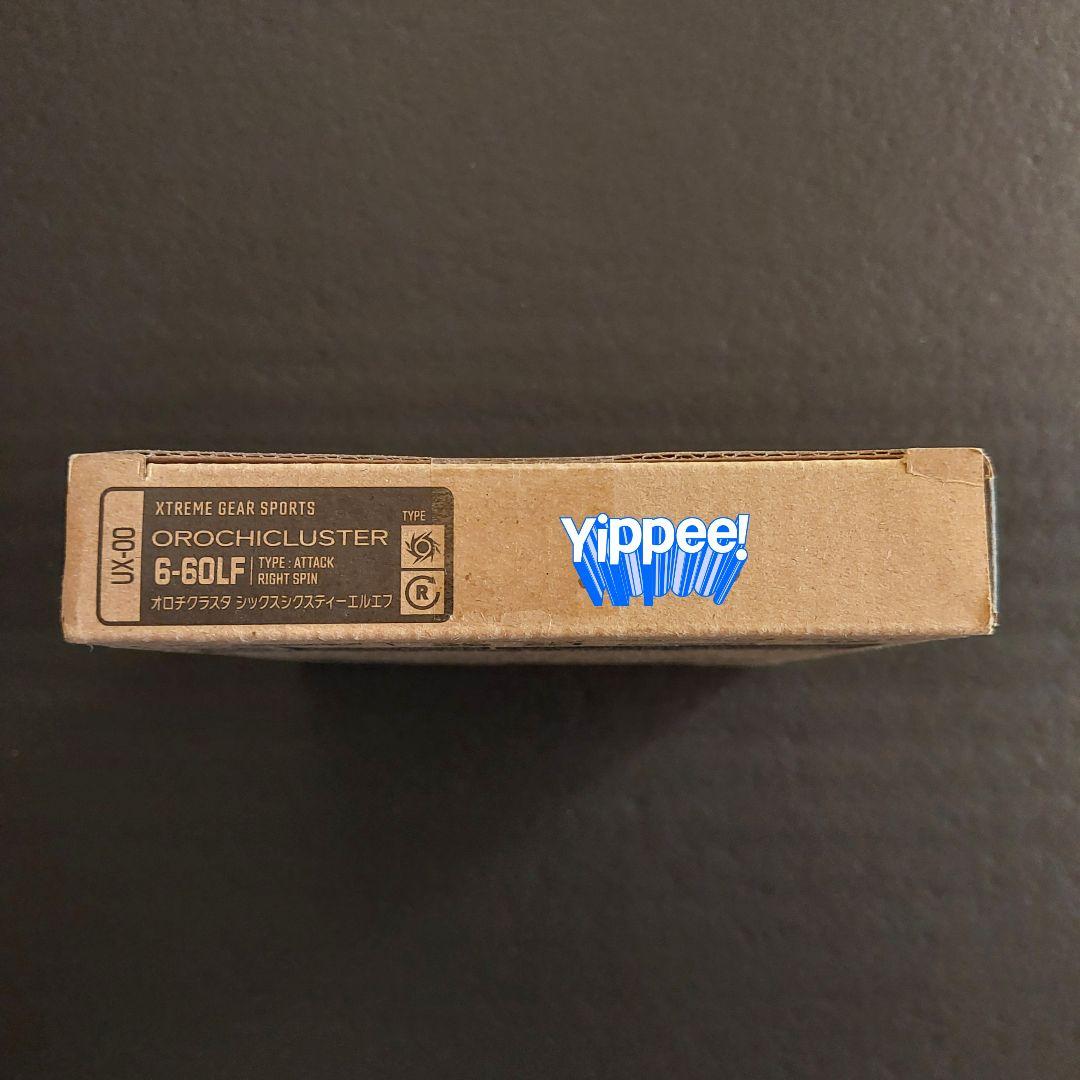 UX-00
XTREME GEAR SPORTS
TYPE
OROCHICLUSTER
6-60LF
TYPE : ATTACK
RIGHT SPIN
R
オロチクラスタ シックスシクスティーエルエフ
Yippee!